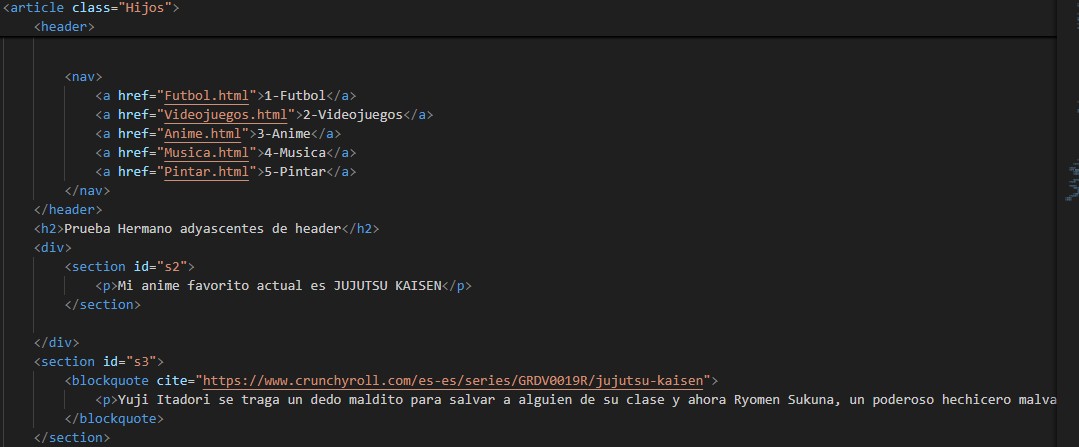 <article class="Hijos">
<header>
<nav>
<a href="Futbol.html">1-Futbol</a>
<a href="Videojuegos.html">2-Videojuegos</a>
<a href="Anime.html">3-Anime</a>
<a href="Musica.html">4-Musica</a>
<a href="Pintar.html">5-Pintar</a>
</nav>
</header>
<h2>Prueba Hermano adyascentes de header</h2>
<div>
<section id="s2">
<p>Mi anime favorito actual es JUJUTSU KAISEN</p>
</section>
</div>
<section id="s3">
<blockquote cite="https://www.crunchyroll.com/es-es/series/GRDV0019R/jujutsu-kaisen">
<p>Yuji Itadori se traga un dedo maldito para salvar a alguien de su clase y ahora Ryomen Sukuna, un poderoso hechicero malva
</blockquote>
</section>